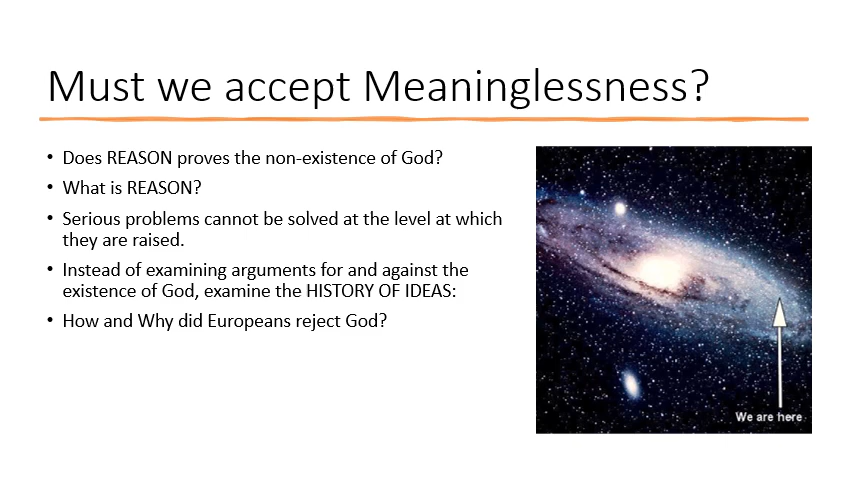 Must we accept Meaninglessness?
• Does REASON proves the non-existence of God?
• What is REASON?
• Serious problems cannot be solved at the level at which
they are raised.
• Instead of examining arguments for and against the
existence of God, examine the HISTORY OF IDEAS:
• How and Why did Europeans reject God?
We are here